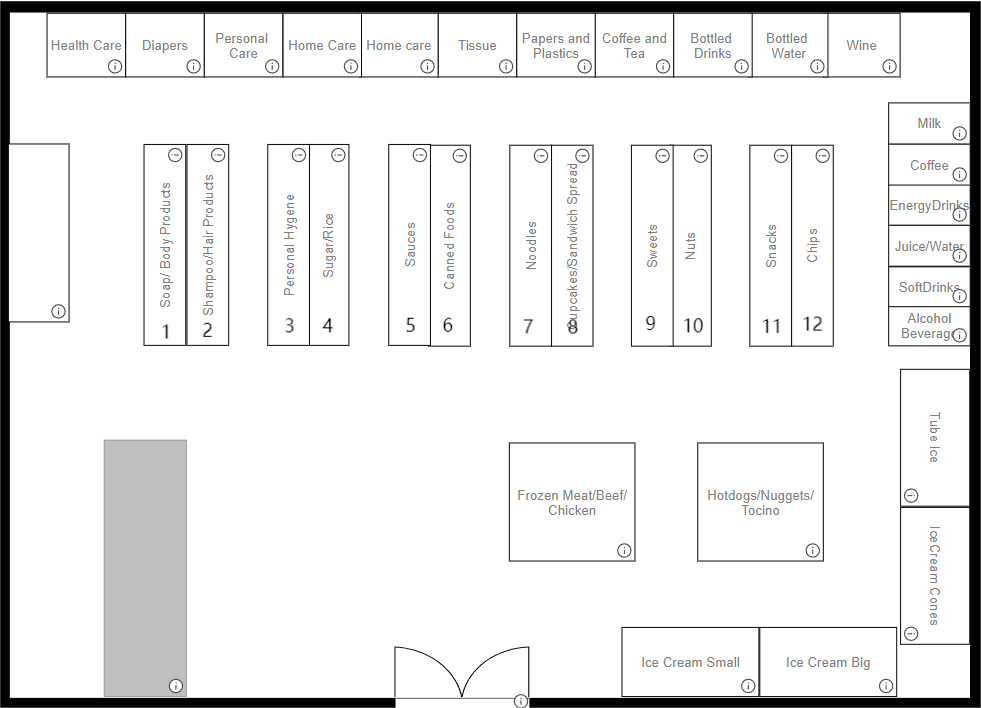 Health Care
Diapers
Personal
Care
Home Care
Home care
Tissue
Papers and
Plastics
Coffee and
Tea
Bottled
Drinks
Bottled
Water
Wine
Milk
Coffee
EnergyDrinks
Juice/Water
SoftDrinks
Alcohol
Beverage
Soap/ Body Products
1
Shampoo/Hair Products
2
Personal Hygene
3
Sugar/Rice
4
Sauces
5
Canned Foods
6
Noodles
7
Cupcakes/Sandwich Spread
8
Sweets
9
Nuts
10
Snacks
11
Chips
12
Tube Ice
IceCream Cones
Frozen Meat/Beef/
Chicken
Hotdogs/Nuggets/
Tocino
Ice Cream Small
Ice Cream Big